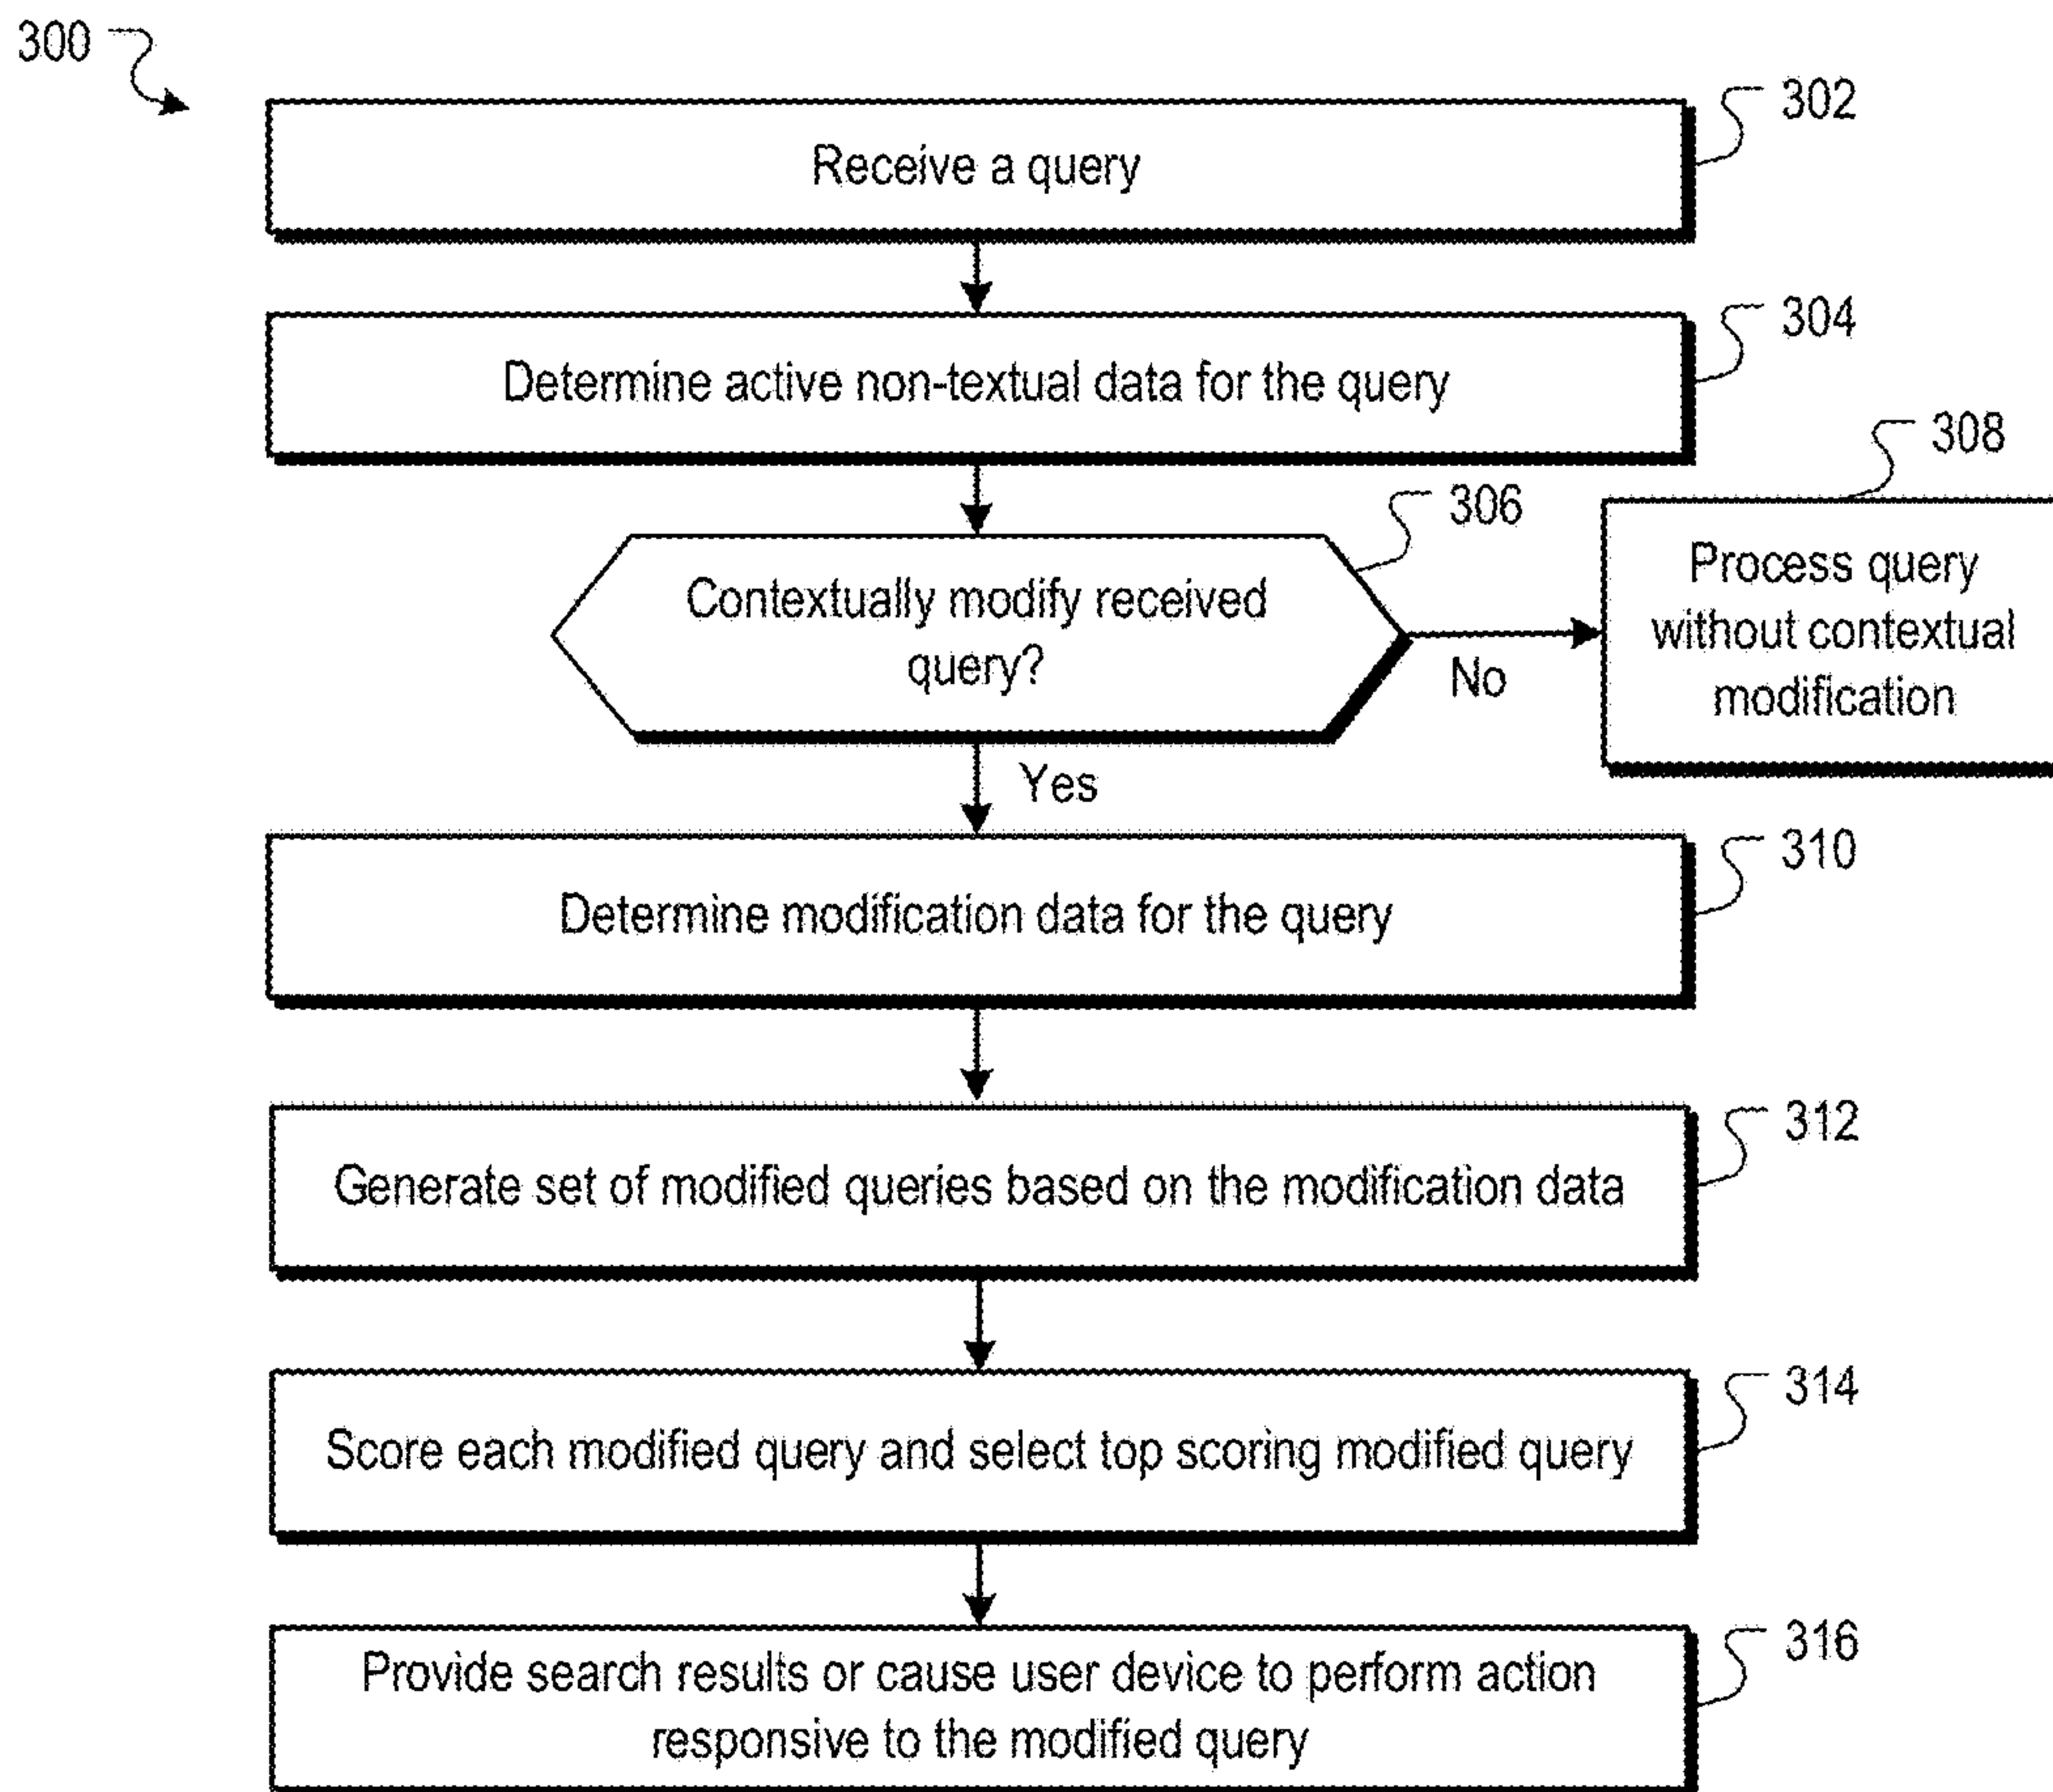 300
302
Receive a query
304
Determine active non-textual data for the query
308
306
Process query
without contextual
modification
Contextually modify received
query?
No
Yes
310
Determine modification data for the query
312
Generate set of modified queries based on the modification data
314
Score each modified query and select top scoring modified query
316
Provide search results or cause user device to perform action
responsive to the modified query